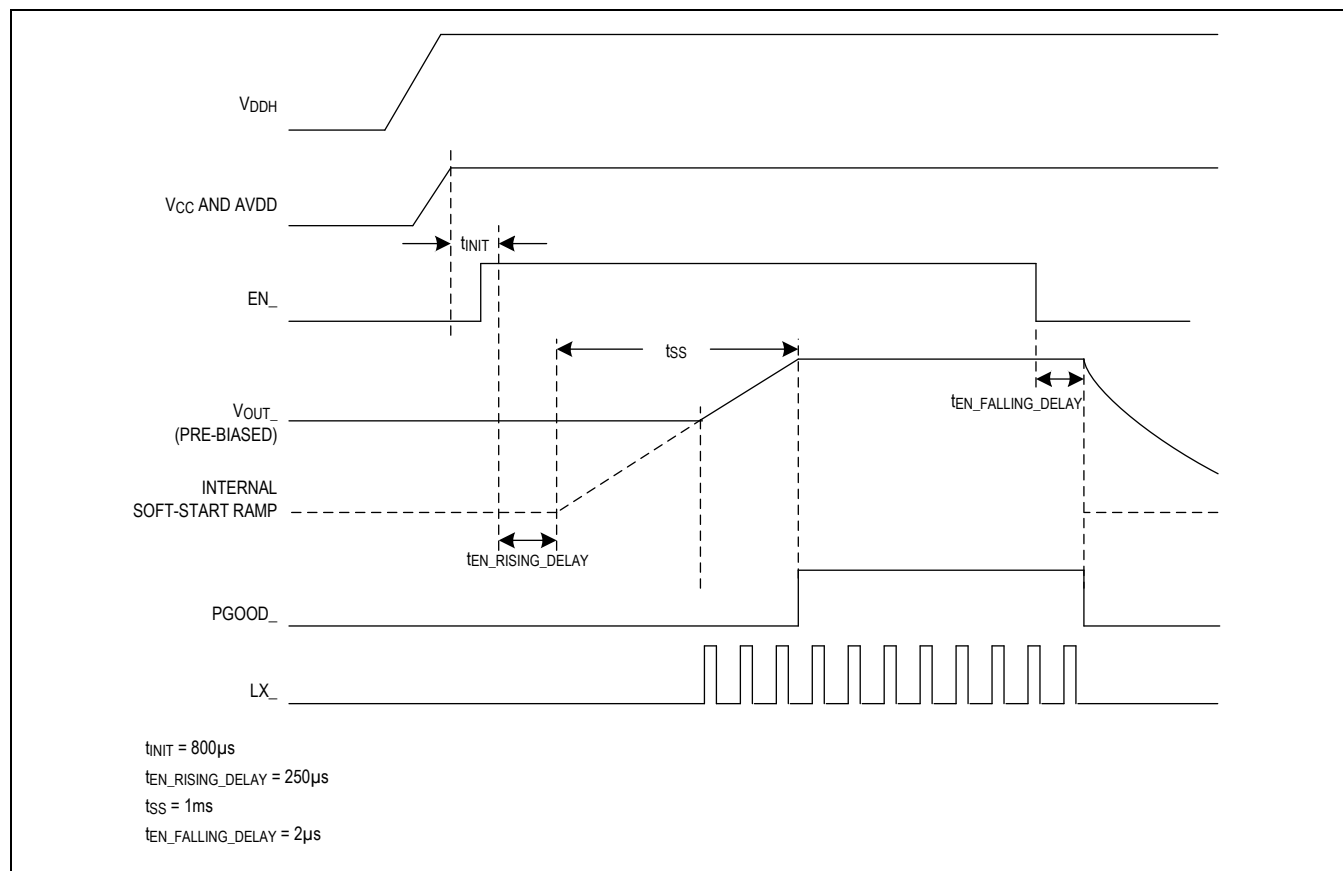 VDDH
VCC AND AVDD
tINIT
EN_
tSS
tEN_FALLING_DELAY
VOUT_
(PRE-BIASED)
INTERNAL
SOFT-START RAMP
tEN_RISING_DELAY
PGOOD_
LX_
tINIT = 800µs
tEN_RISING_DELAY = 250µs
tSS = 1ms
tEN_FALLING_DELAY = 2µs